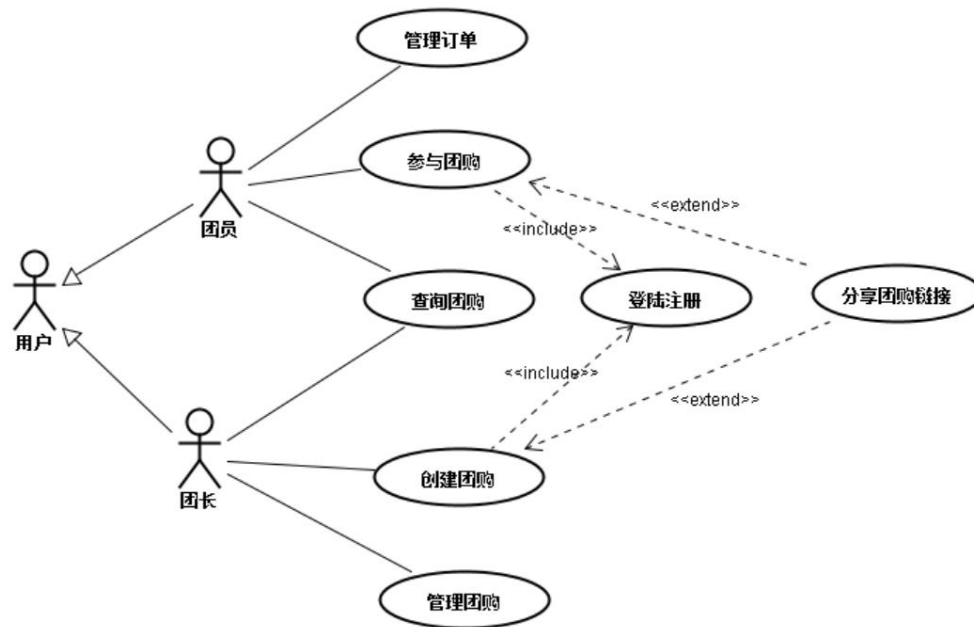 管理订单
参与团购
<<extend>>
团员
<<include>>
查询团购
登陆注册
分享团购链接
用户
<<include>>
<<extend>>
团长
创建团购
管理团购